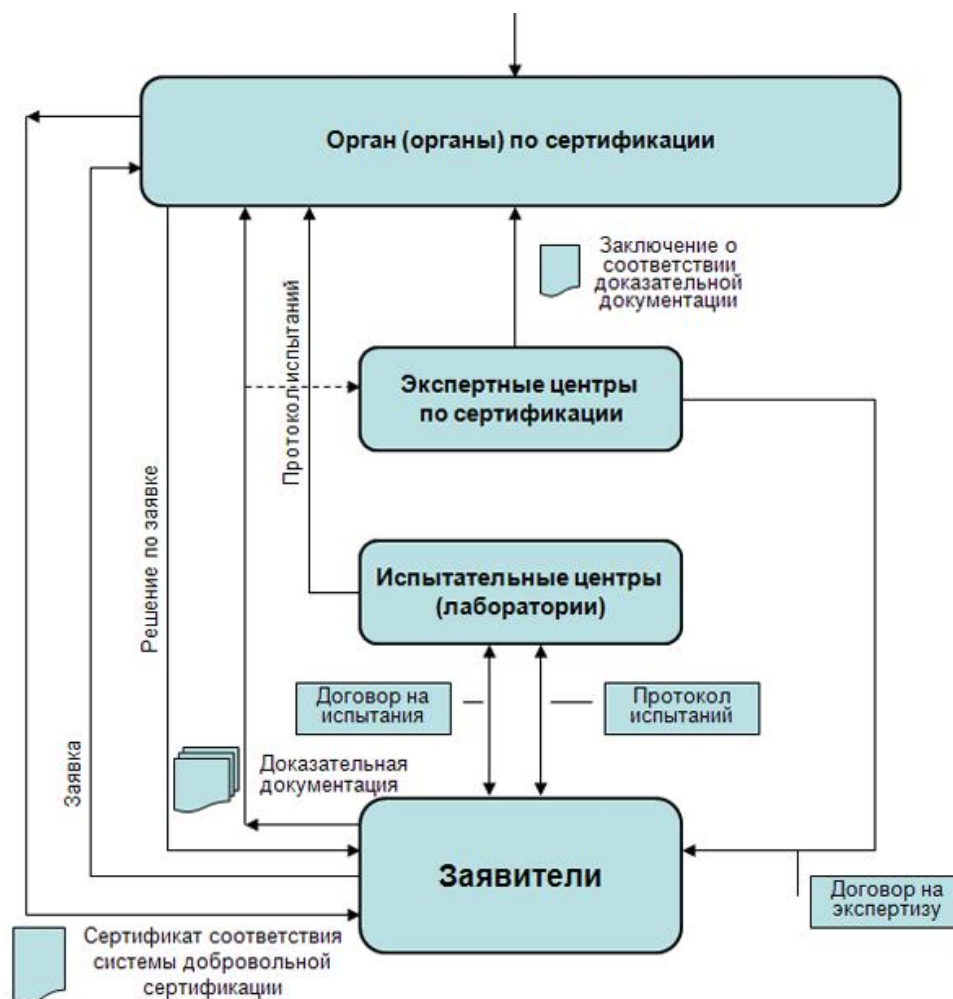 Орган (органы) по сертификации
Заключение о
соответствии
доказательной
документации
Протокол испытаний
Экспертные центры
по сертификации
Решение по заявке
Испытательные центры
(лаборатории)
Договор на
испытания
Протокол
испытаний
Заявка
Доказательная
документация
Заявители
Договор на
экспертизу
Сертификат соответствия
системы добровольной
сертификации